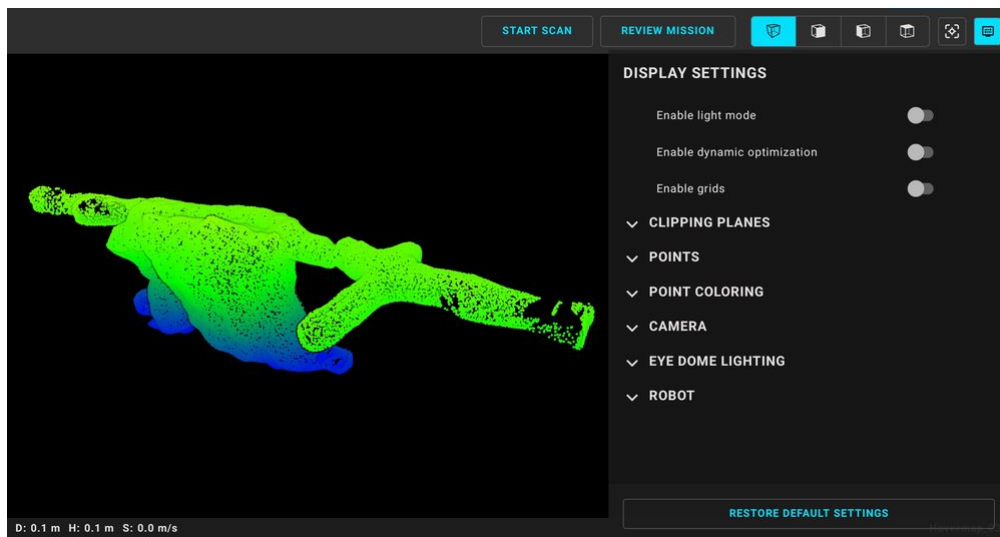 START SCAN
REVIEW MISSION
DISPLAY SETTINGS
Enable light mode
Enable dynamic optimization
Enable grids
CLIPPING PLANES
POINTS
POINT COLORING
CAMERA
EYE DOME LIGHTING
ROBOT
RESTORE DEFAULT SETTINGS
D: 0.1 m H: 0.1 m S: 0.0 m/s